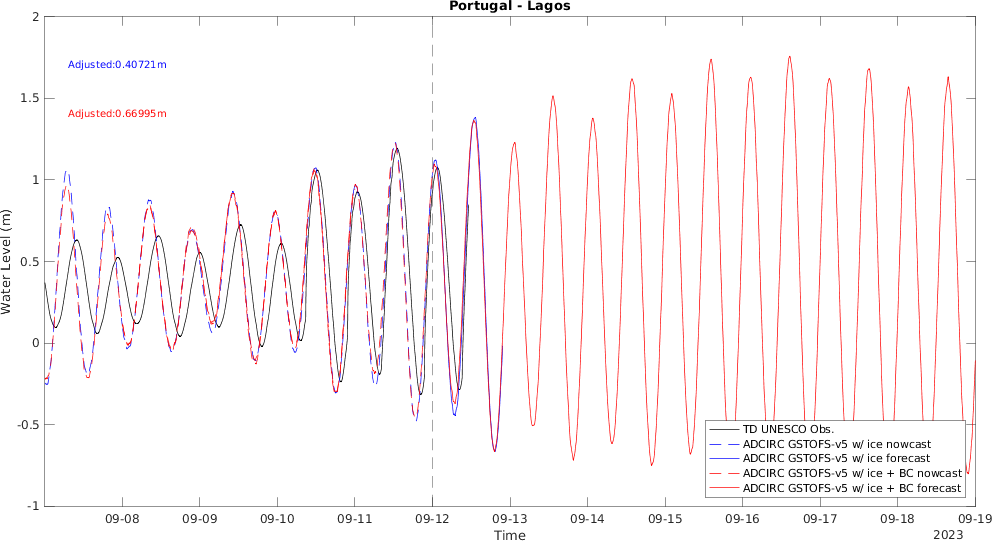 Portugal - Lagos
2
1.5
1
0.5
0
-0.5
-1
Water Level (m)
Adjusted:0.40721m
Adjusted:0.66995m
TD UNESCO Obs.
ADCIRC GSTOFS-v5 w/ ice nowcast
ADCIRC GSTOFS-v5 w/ ice forecast
ADCIRC GSTOFS-v5 w/ ice + BC nowcast
ADCIRC GSTOFS-v5 w/ ice + BC forecast
09-08 09-09 09-10 09-11 09-12 09-13 09-14 09-15 09-16 09-17 09-18 09-19
Time
2023